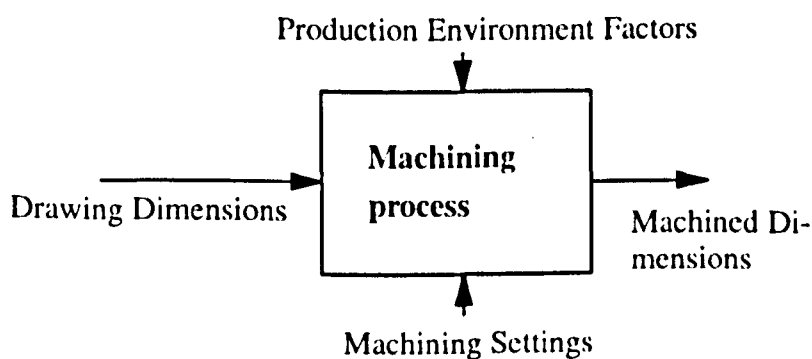 Production Environment Factors
Machining
process
Drawing Dimensions
Machined Di-
mensions
Machining Settings